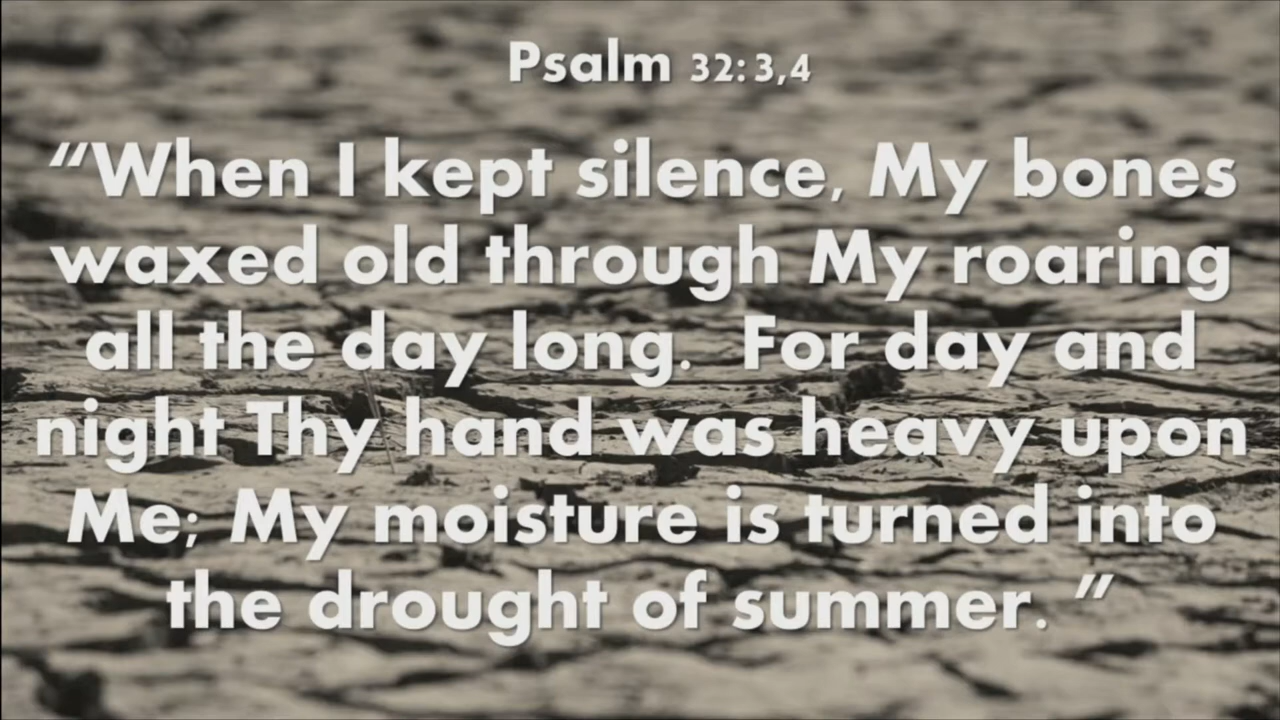 Psalm 32:3,4
“When I kept silence, My bones
waxed old through My roaring
all the day long.  For day and
night Thy hand was heavy upon
Me; My moisture is turned into
the drought of summer. ”